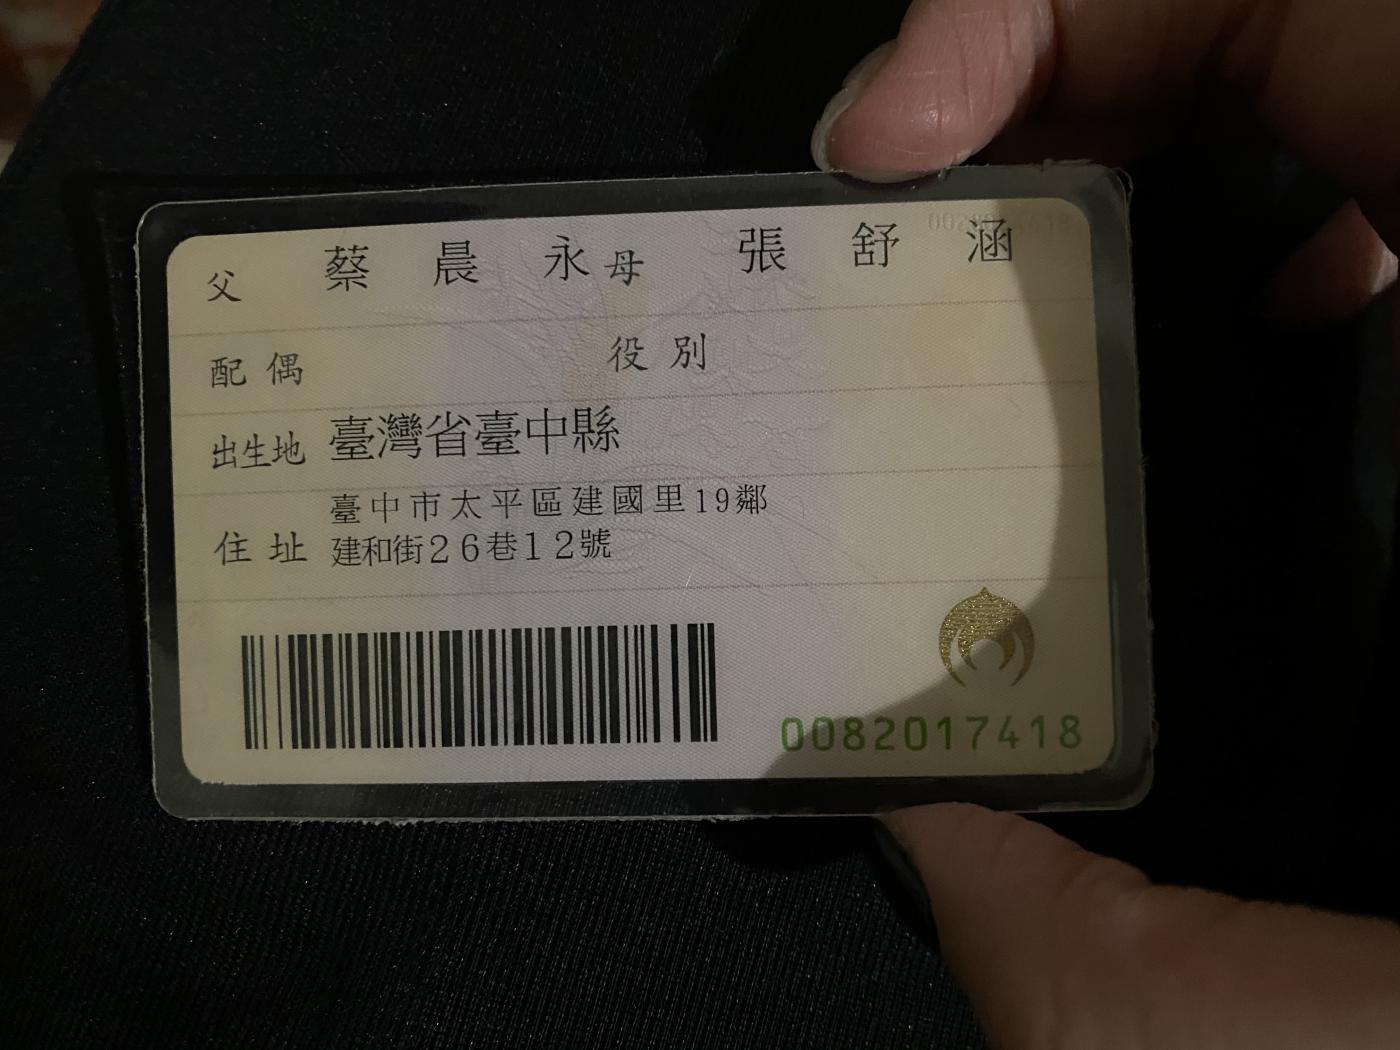 父 蔡晨永 母 張舒涵
配偶 役別
出生地 臺灣省臺中縣
臺中市太平區建國里19鄰
住址 建和街26巷12號
0082017418